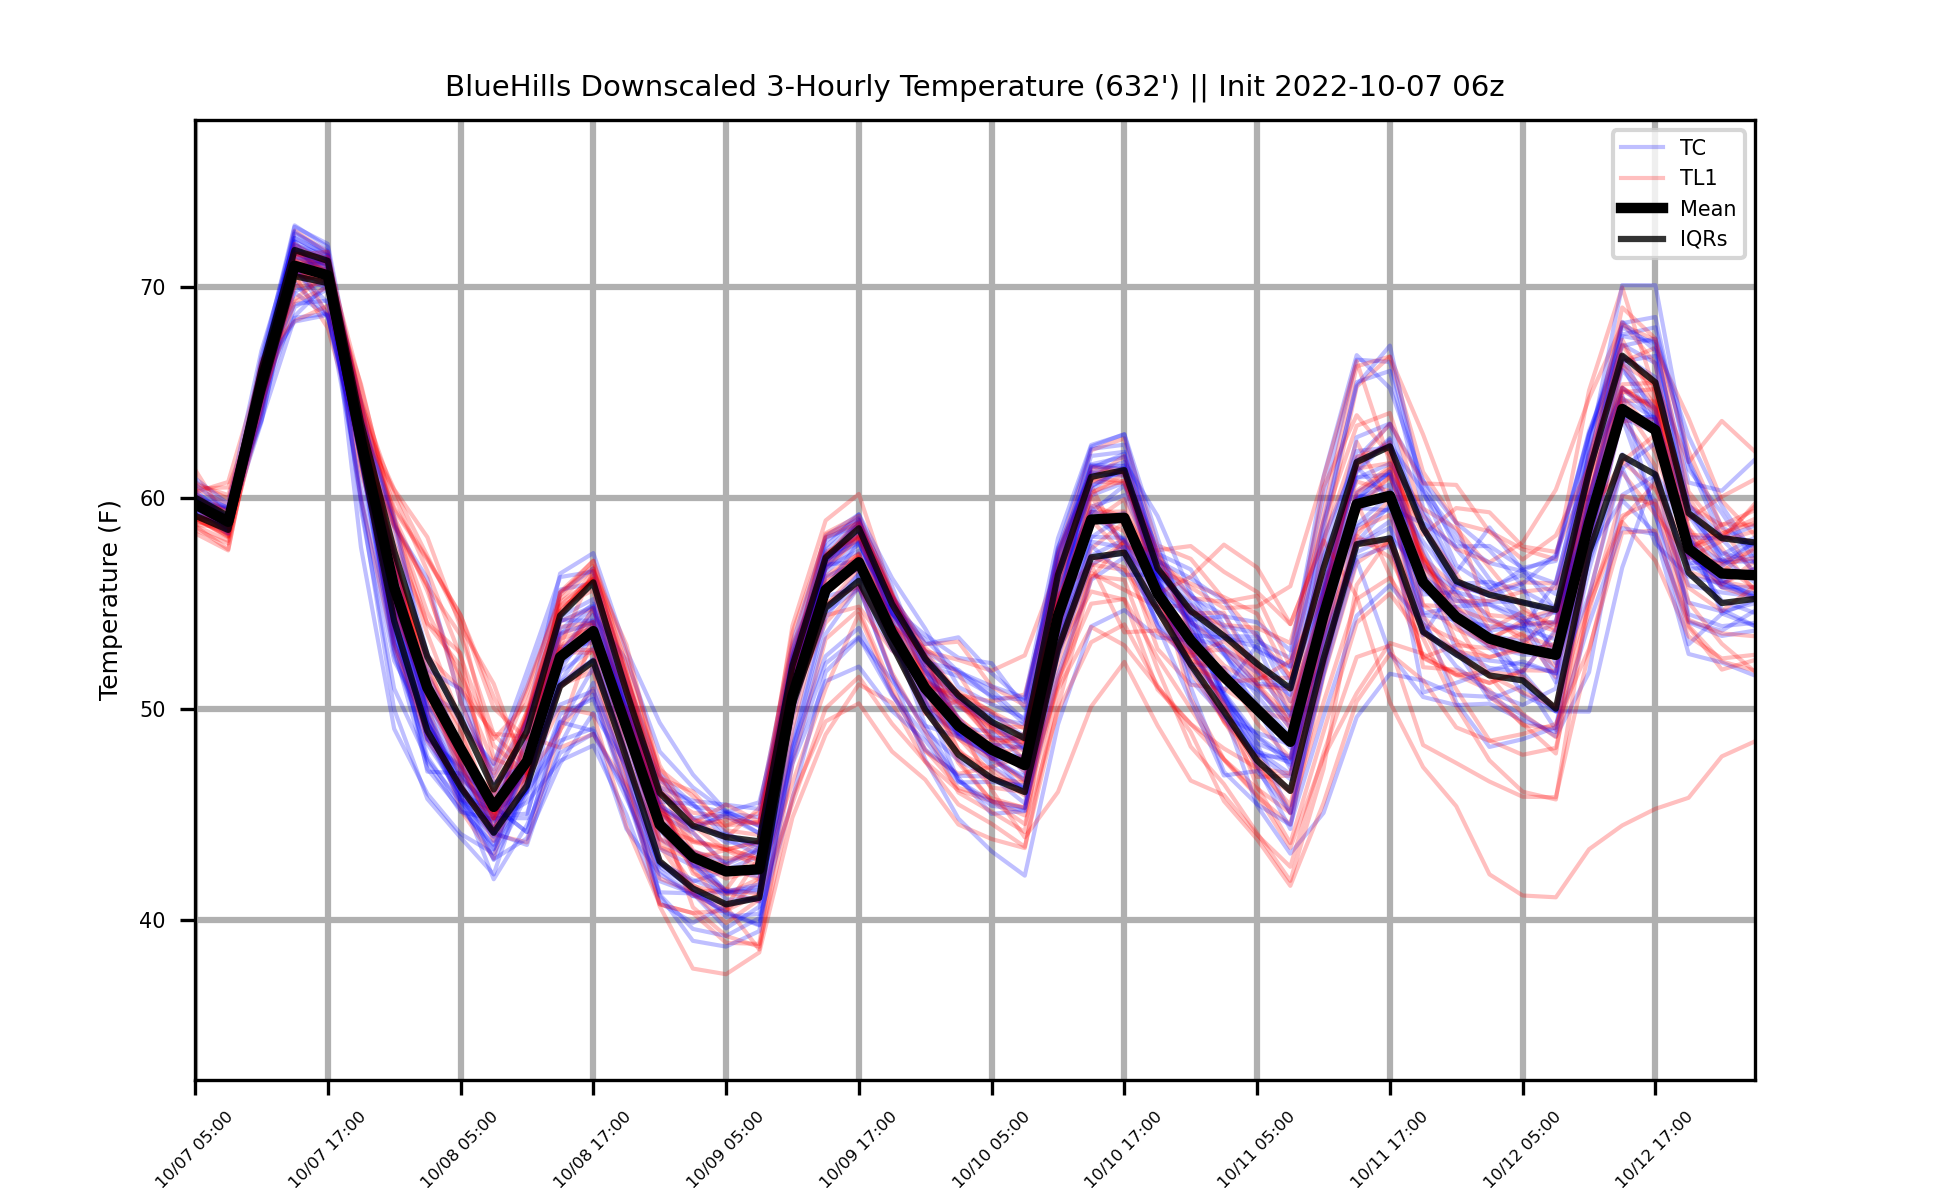 BlueHills Downscaled 3-Hourly Temperature (632') || Init 2022-10-07 06z
TC
TL1
Mean
IQRs
Temperature (F)
70
60
50
40
10/07 05:00
10/07 17:00
10/08 05:00
10/08 17:00
10/09 05:00
10/09 17:00
10/10 05:00
10/10 17:00
10/11 05:00
10/11 17:00
10/12 05:00
10/12 17:00